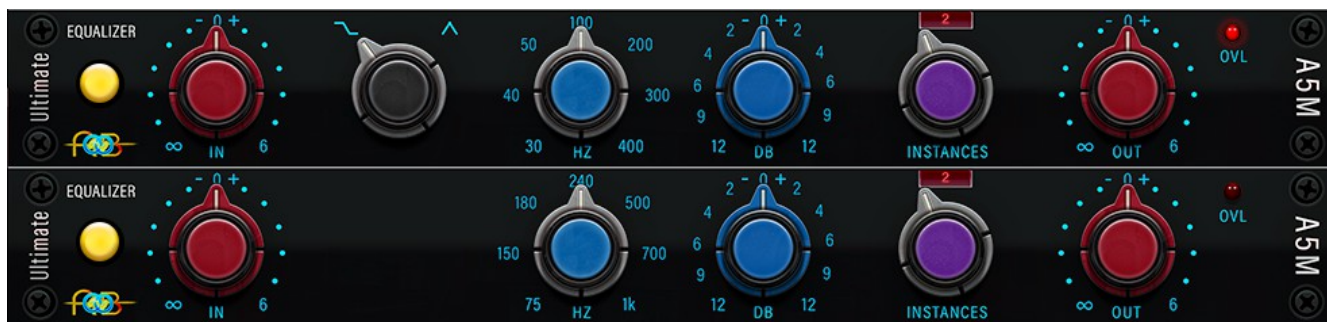 Ultimate
EQUALIZER
- 0 +
∞ IN 6
100
50 200
40 300
30 HZ 400
- 0 +
2 2
4 4
6 6
9 9
12 DB 12
2
INSTANCES
- 0 +
∞ OUT 6
OVL
A5M
Ultimate
EQUALIZER
- 0 +
∞ IN 6
240
180 500
150 700
75 HZ 1k
- 0 +
2 2
4 4
6 6
9 9
12 DB 12
2
INSTANCES
- 0 +
∞ OUT 6
OVL
A5M